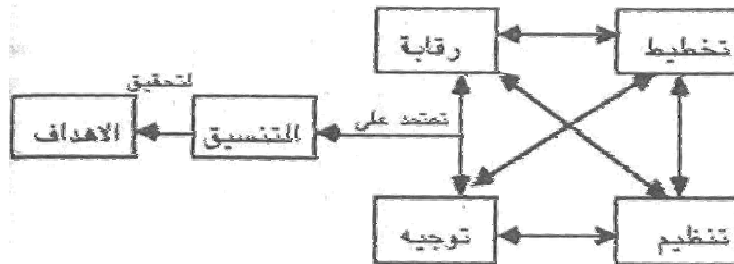 تخطيط
رقابة
لتحقيق
تعتمد على
التنسيق
الاهداف
تنظيم
توجيه